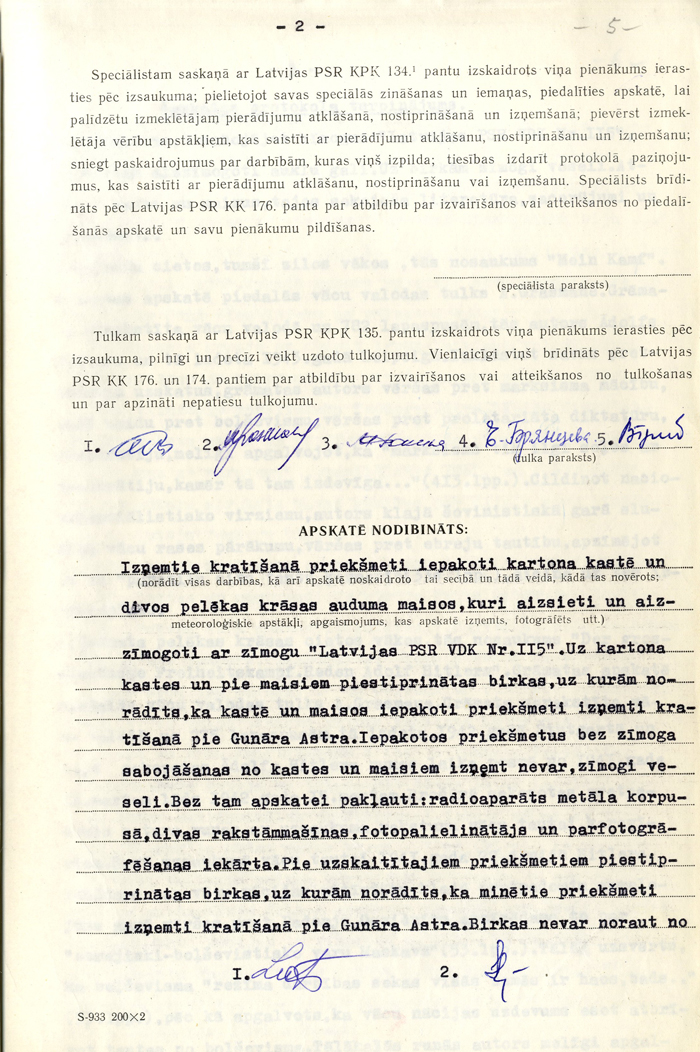 - 2 -
- 5 -
Speciālistam saskaņā ar Latvijas PSR KPK 134.¹ pantu izskaidrots viņa pienākums ieras-
ties pēc izsaukuma; pielietojot savas speciālās zināšanas un iemaņas, piedalīties apskatē, lai
palīdzētu izmeklētājam pierādījumu atklāšanā, nostiprināšanā un izņemšanā; pievērst izmek-
lētāja vērību apstākļiem, kas saistīti ar pierādījumu atklāšanu, nostiprināšanu un izņemšanu;
sniegt paskaidrojumus par darbībām, kuras viņš izpilda; tiesības izdarīt protokolā paziņoju-
mus, kas saistīti ar pierādījumu atklāšanu, nostiprināšanu vai izņemšanu. Speciālists brīdi-
nāts pēc Latvijas PSR KK 176. panta par atbildību par izvairīšanos vai atteikšanos no piedalī-
šanās apskatē un savu pienākumu pildīšanas.
(speciālista paraksts)
Tulkam saskaņā ar Latvijas PSR KPK 135. pantu izskaidrots viņa pienākums ierasties pēc
izsaukuma, pilnīgi un precīzi veikt uzdoto tulkojumu. Vienlaicīgi viņš brīdināts pēc Latvijas
PSR KK 176. un 174. pantiem par atbildību par izvairīšanos vai atteikšanos no tulkošanas
un par apzināti nepatiesu tulkojumu.
I. 2. 3. 4. Е-Горянцева 5.
(tulka paraksts)
APSKATĒ NODIBINĀTS:
Izņemtie kratīšanā priekšmeti iepakoti kartona kastē un
(norādīt visas darbības, kā arī apskatē noskaidroto tai secībā un tādā veidā, kādā tas novērots;
divos pelēkas krāsas auduma maisos,kuri aizsieti un aiz-
meteoroloģiskie apstākļi, apgaismojums, kas apskatē izņemts, fotografēts utt.)
zīmogoti ar zīmogu "Latvijas PSR VDK Nr.II5".Uz kartona
kastes un pie maisiem piestiprinātas birkas,uz kurām no-
rādīts,ka kastē un maisos iepakoti priekšmeti izņemti kra-
tīšanā pie Gunāra Astra.Iepakotos priekšmetus bez zīmoga
sabojāšanas no kastes un maisiem izņemt nevar,zīmogi ve-
seli.Bez tam apskatei pakļauti:radioaparāts metāla korpu-
sā,divas rakstāmmašīnas,fotopalielinātājs un parfotogrā-
fēšanas iekārta.Pie uzskaitītajiem priekšmetiem piestip-
rinātas birkas,uz kurām norādīts,ka minētie priekšmeti
izņemti kratīšanā pie Gunāra Astra.Birkas nevar noraut no
I. 2.
S-933 200×2